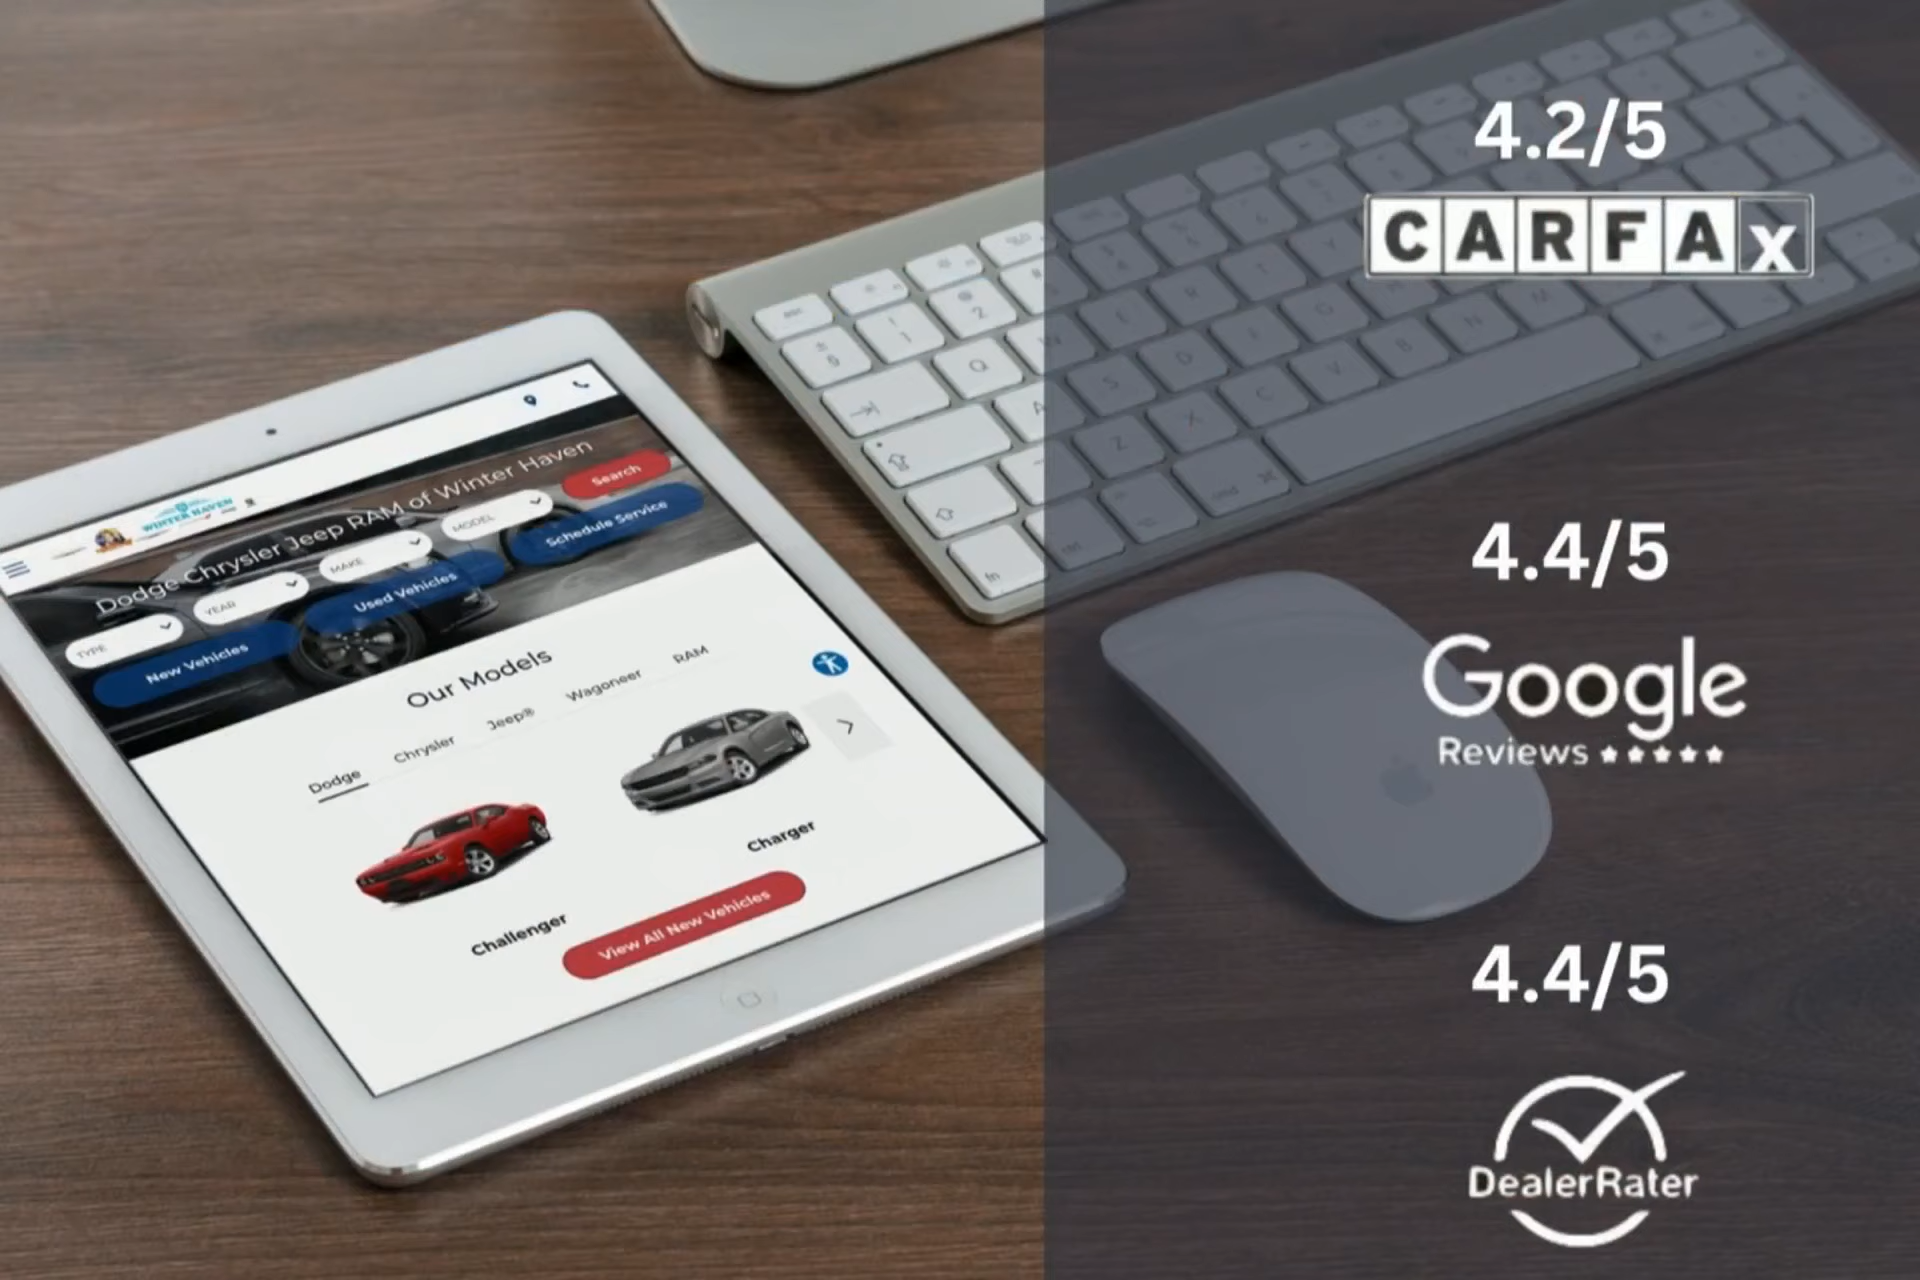 4.2/5
CARFAX
4.4/5
Google
Reviews
4.4/5
DealerRater
WINTER HAVEN
Dodge Chrysler Jeep RAM of Winter Haven
TYPE
YEAR
MAKE
MODEL
Search
New Vehicles
Used Vehicles
Schedule Service
Our Models
Dodge
Chrysler
Jeep®
Wagoneer
RAM
Challenger
Charger
View All New Vehicles
Q
A
S
D
Z
X
C
V
B
N
M
fn